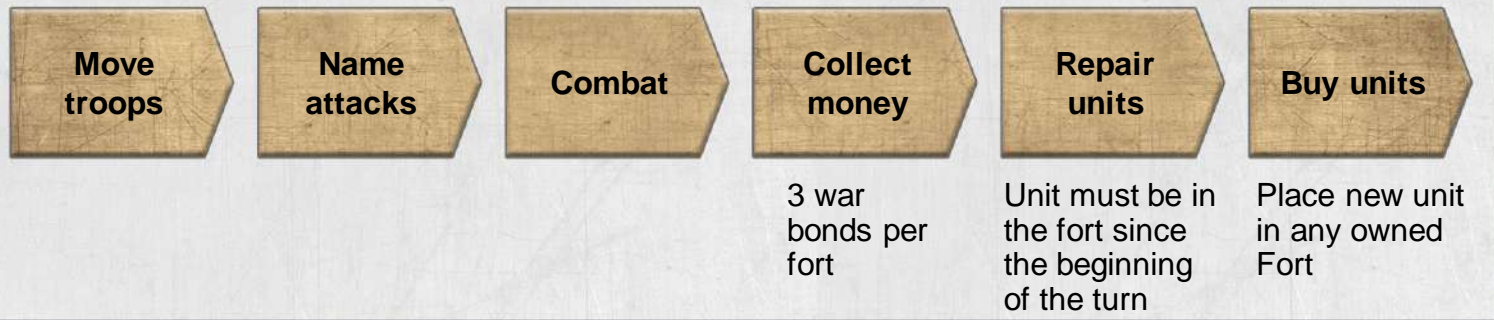 Move
troops
Name
attacks
Combat
Collect
money
Repair
units
Buy units
3 war
bonds per
fort
Unit must be in
the fort since
the beginning
of the turn
Place new unit
in any owned
Fort